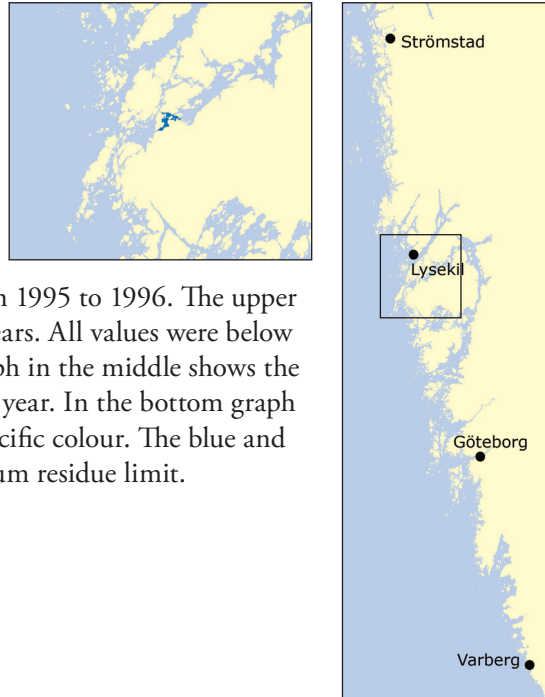 Strömstad
Lysekil
n 1995 to 1996. The upper
ears. All values were below
ph in the middle shows the
year. In the bottom graph
cific colour. The blue and
um residue limit.
Göteborg
Varberg